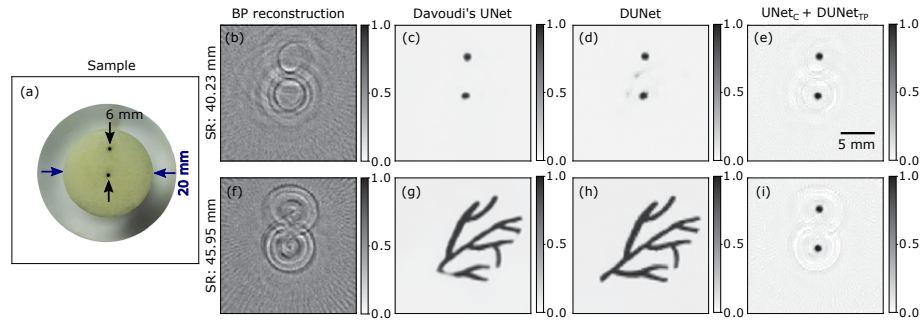 BP reconstruction
Davoudi's UNet
DUNet
UNetC + DUNetTP
Sample
(a)
6 mm
20 mm
SR: 40.23 mm
(b)
1.0
0.5
0.0
(c)
1.0
0.5
0.0
(d)
1.0
0.5
0.0
(e)
5 mm
1.0
0.5
0.0
SR: 45.95 mm
(f)
1.0
0.5
0.0
(g)
1.0
0.5
0.0
(h)
1.0
0.5
0.0
(i)
1.0
0.5
0.0